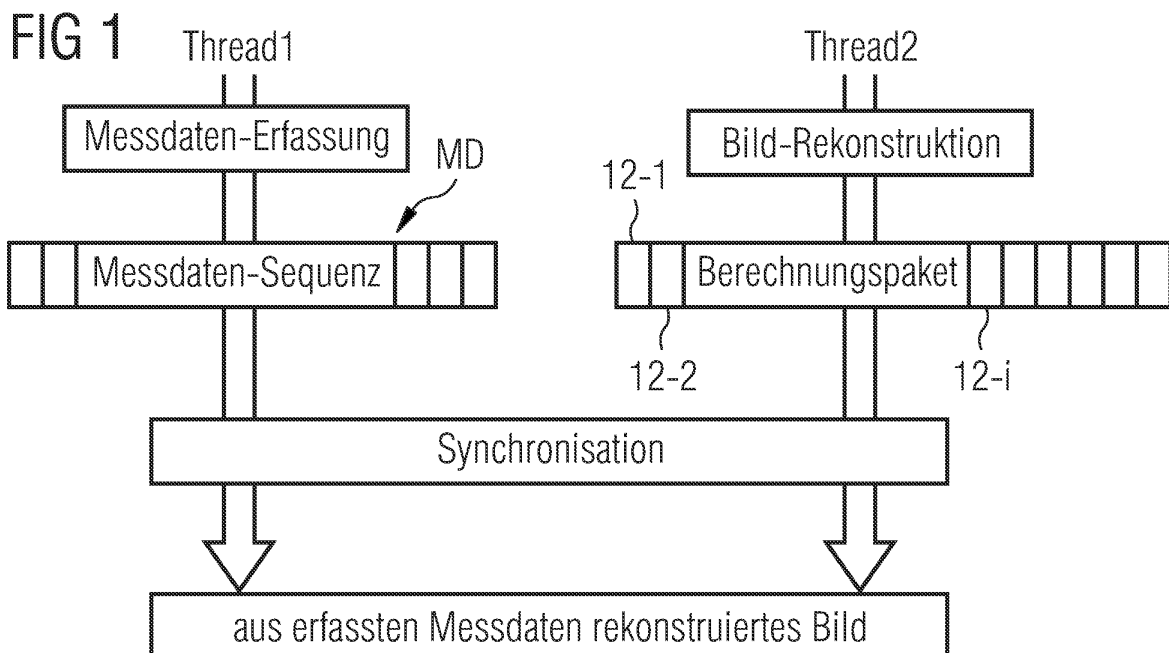 FIG 1
Thread1
Thread2
Messdaten-Erfassung
Bild-Rekonstruktion
MD
12-1
Messdaten-Sequenz
Berechnungspaket
12-2
12-i
Synchronisation
aus erfassten Messdaten rekonstruiertes Bild